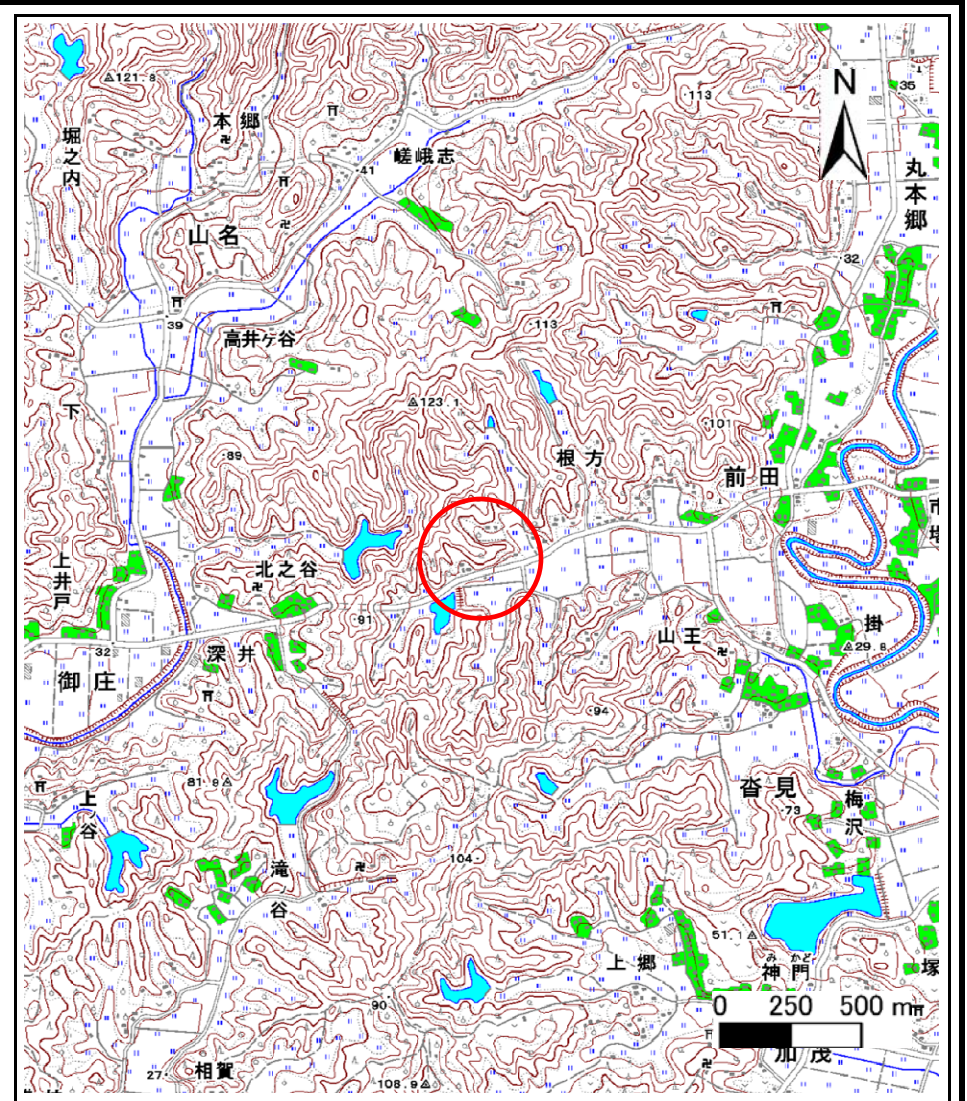 121.8
本郷
堀之内
113
35
N
嵯峨志
41
丸本郷
山名
32
39
高井ヶ谷
113
下
123.1
101
89
根方
前田
上井戸
北之谷
91
山王
掛
29.8
32
深井
御庄
94
81.9
沓見
梅沢
73
上ノ谷
滝谷
104
51.1
上郷
みかど
神門
塚
90
0 250 500 m
加茂
27
相賀
108.9